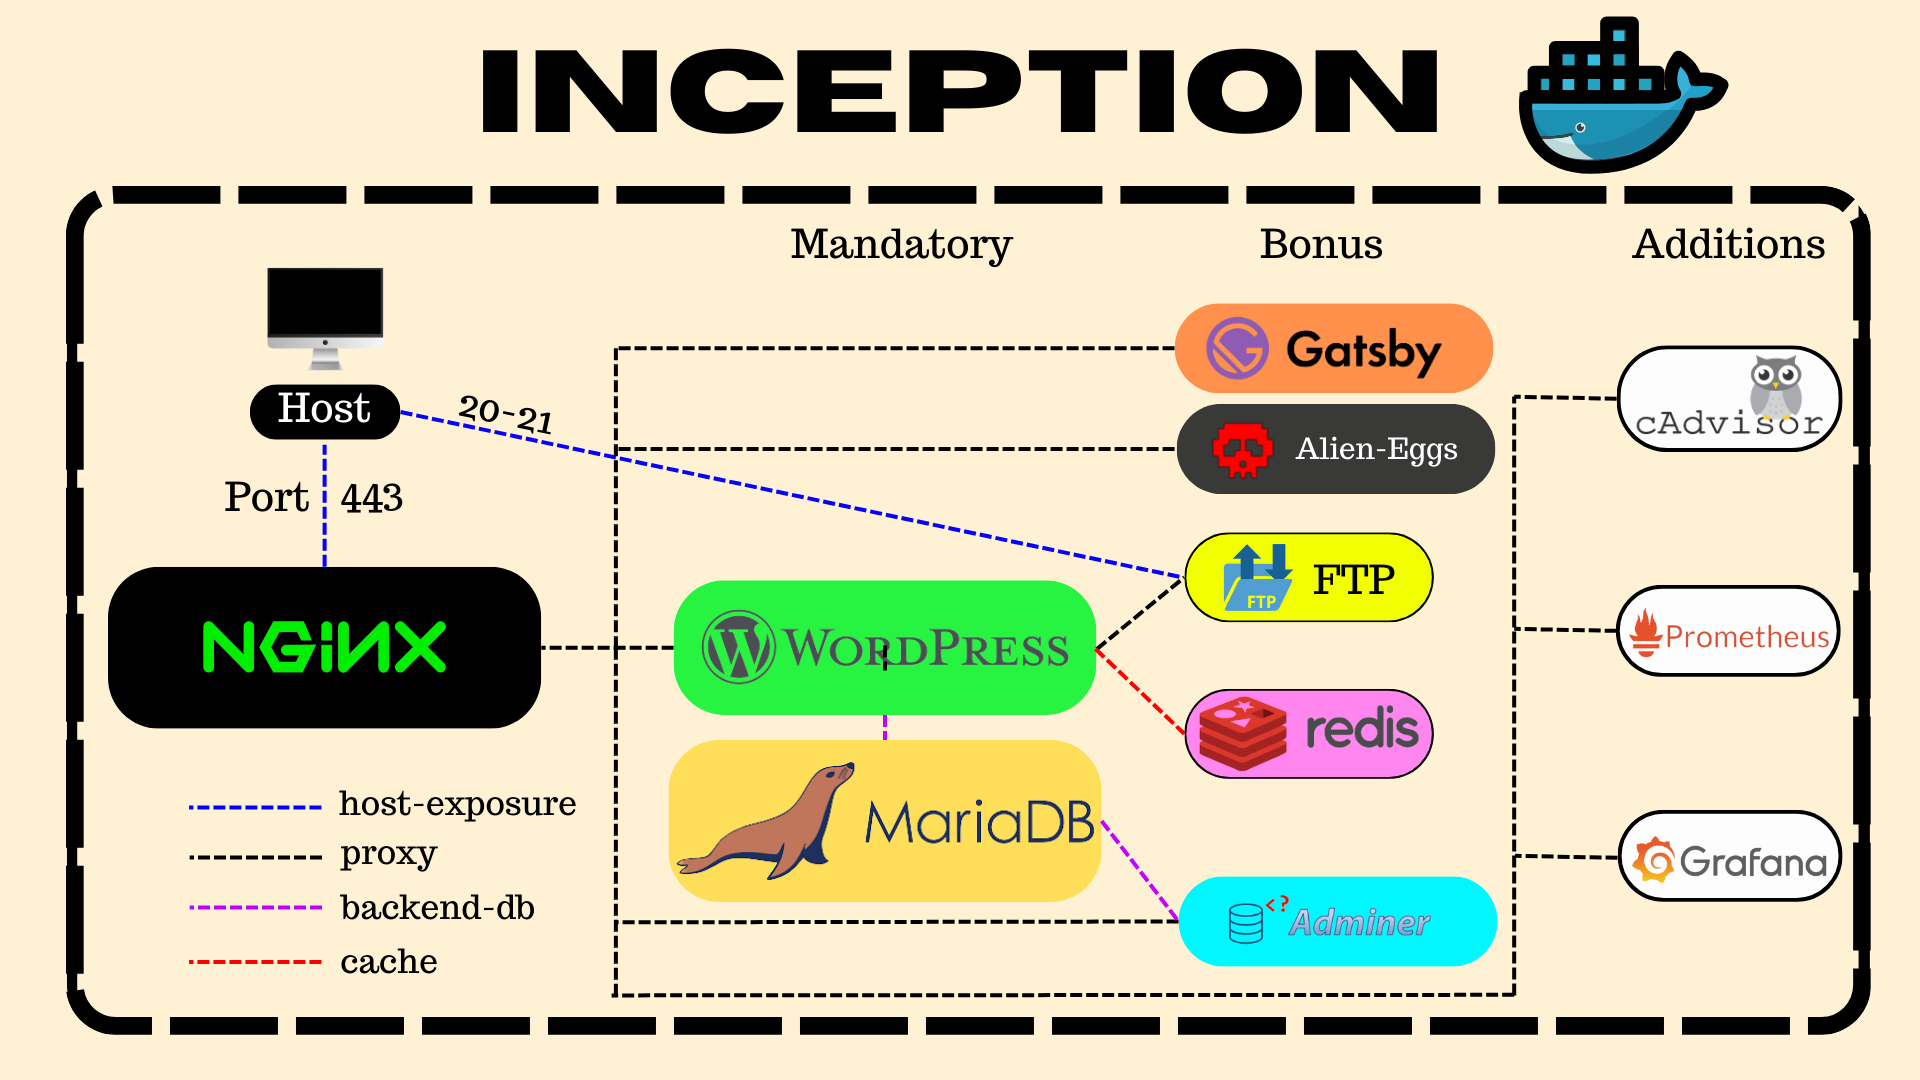 INCEPTION
Mandatory
Bonus
Additions
Host
20-21
Port 443
NGiNX
Gatsby
Alien-Eggs
cAdvisor
FTP
FTP
WORDPRESS
Prometheus
redis
MariaDB
Grafana
<? Adminer
host-exposure
proxy
backend-db
cache